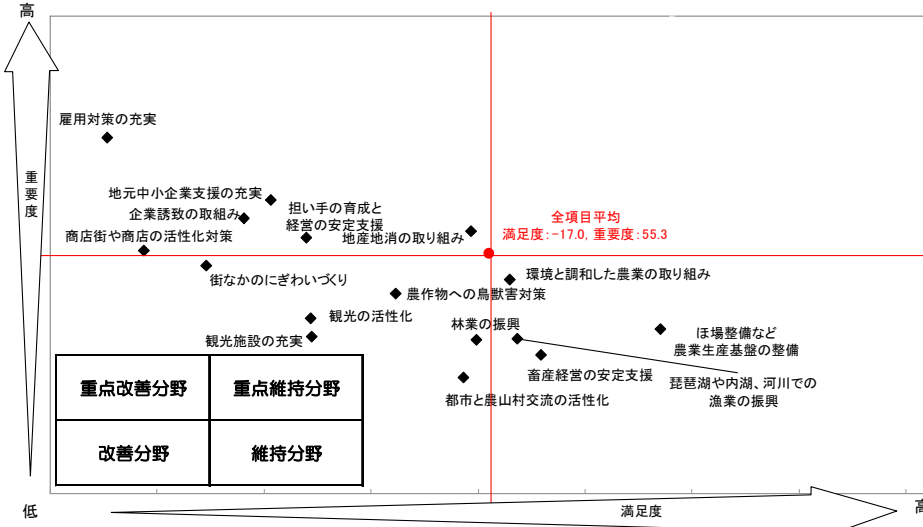 高
雇用対策の充実
重要度
地元中小企業支援の充実
企業誘致の取組み
商店街や商店の活性化対策
担い手の育成と
経営の安定支援
地産地消の取り組み
全項目平均
満足度:-17.0, 重要度:55.3
街なかのにぎわいづくり
環境と調和した農業の取り組み
農作物への鳥獣害対策
観光の活性化
観光施設の充実
林業の振興
ほ場整備など
農業生産基盤の整備
畜産経営の安定支援
琵琶湖や内湖、河川での
漁業の振興
都市と農山村交流の活性化
重点改善分野
重点維持分野
改善分野
維持分野
低
満足度
高